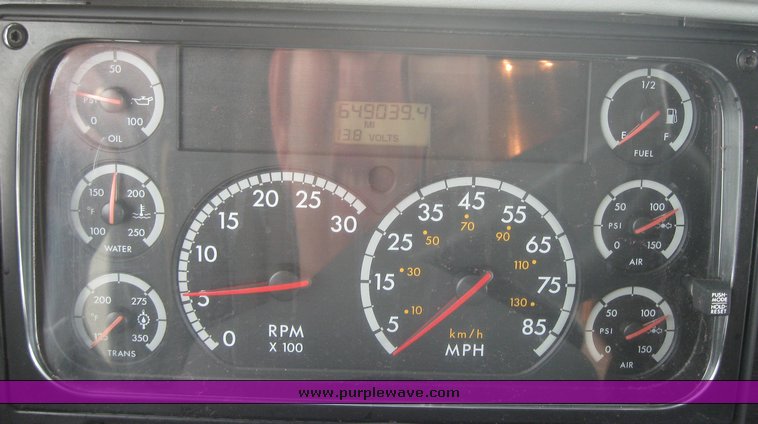 50
PSI
0 100
OIL
649039.4
MI
13.8 VOLTS
1/2
E F
FUEL
150 200
°F
100 250
WATER
0 5 10 15 20 25 30
RPM
X 100
5 15 25 35 45 55 65 75 85
10 30 50 70 90 110 130
km/h
MPH
50 100
PSI
0 150
AIR
200 275
°F
125 350
TRANS
50 100
PSI
0 150
AIR
PUSH-
MODE
HOLD-
RESET
www.purplewave.com